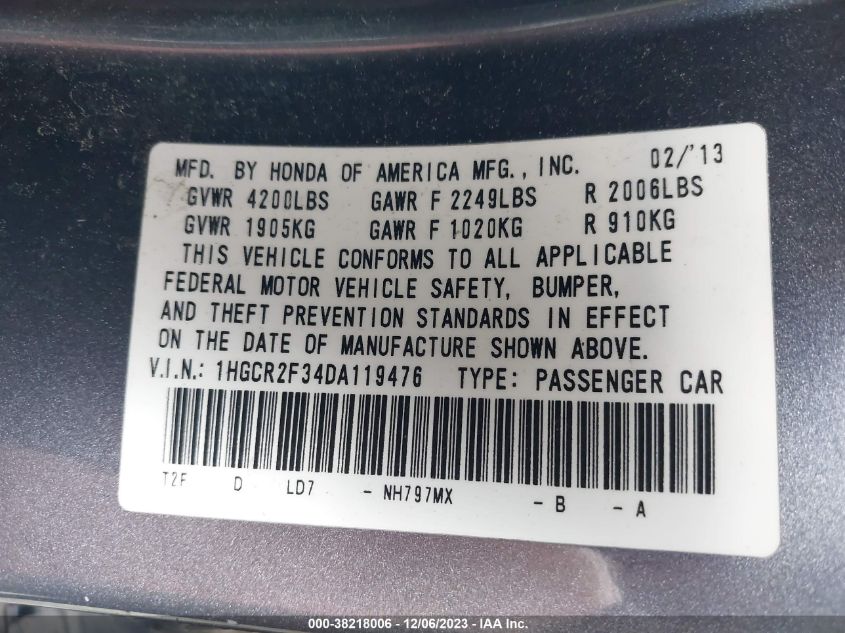 MFD. BY HONDA OF AMERICA MFG., INC. 02/'13
GVWR 4200LBS GAWR F 2249LBS R 2006LBS
GVWR 1905KG GAWR F 1020KG R 910KG
THIS VEHICLE CONFORMS TO ALL APPLICABLE
FEDERAL MOTOR VEHICLE SAFETY, BUMPER,
AND THEFT PREVENTION STANDARDS IN EFFECT
ON THE DATE OF MANUFACTURE SHOWN ABOVE.
V.I.N.: 1HGCR2F34DA119476 TYPE: PASSENGER CAR
T2F D LD7 - NH797MX - B - A
000-38218006 - 12/06/2023 - IAA Inc.